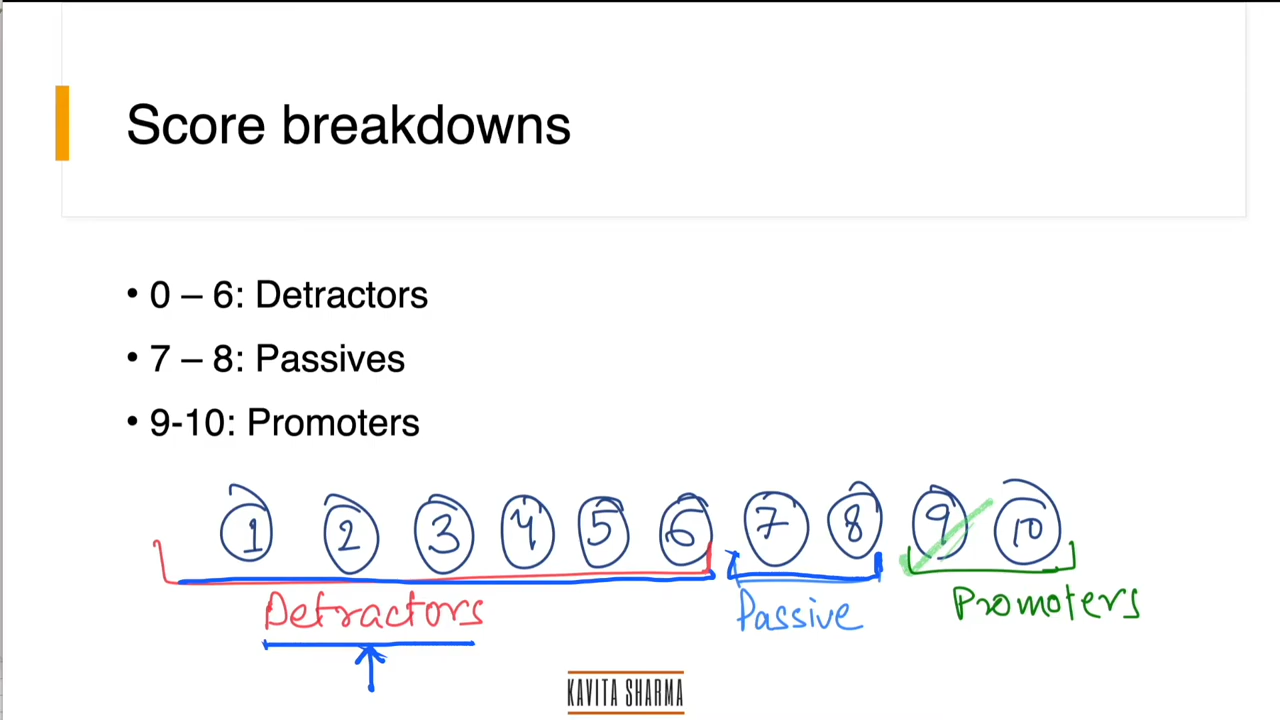 Score breakdowns
• 0 – 6: Detractors
• 7 – 8: Passives
• 9-10: Promoters
1 2 3 4 5 6 7 8 9 10
Detractors Passive Promoters
KAVITA SHARMA